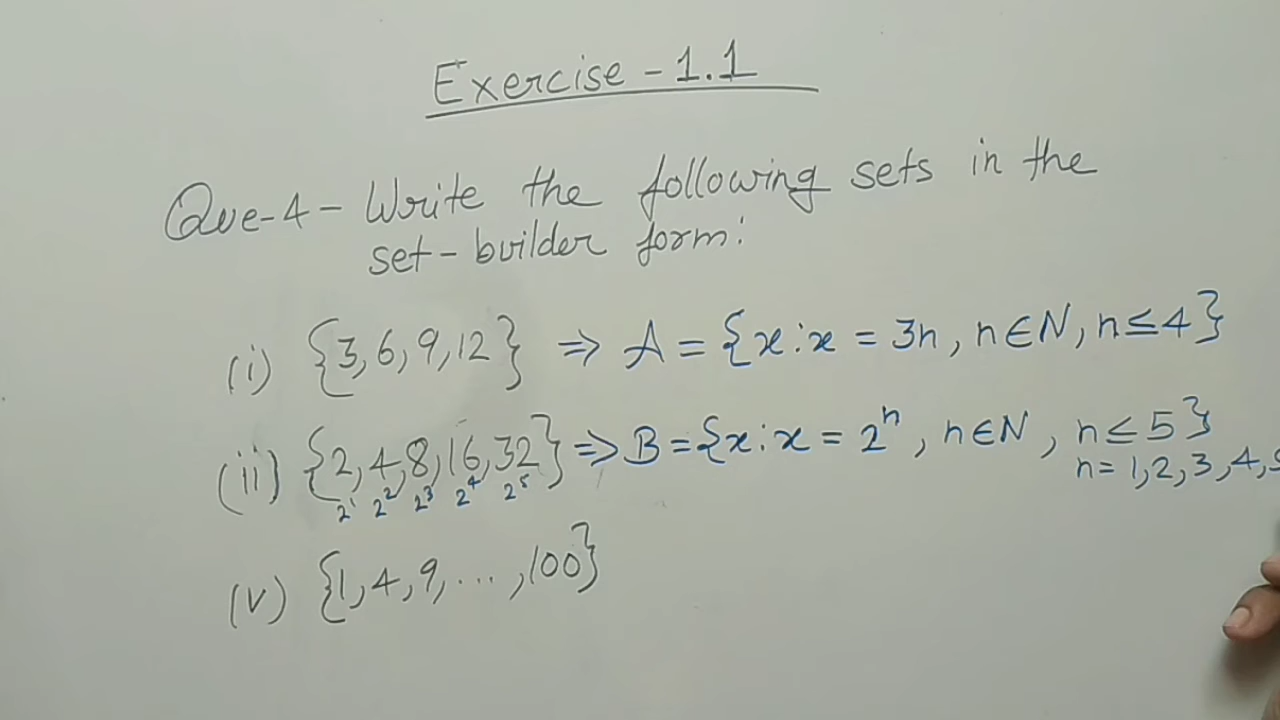 Exercise - 1.1
Que-4 - Write the following sets in the
set-builder form:
(i) {3, 6, 9, 12} ⇒ A = {x : x = 3n, n ∈ N, n ≤ 4}
(ii) {2, 4, 8, 16, 32} ⇒ B = {x : x = 2ⁿ, n ∈ N, n ≤ 5}
2¹ 2² 2³ 2⁴ 2⁵ n = 1, 2, 3, 4, 5
(v) {1, 4, 9, ..., 100}